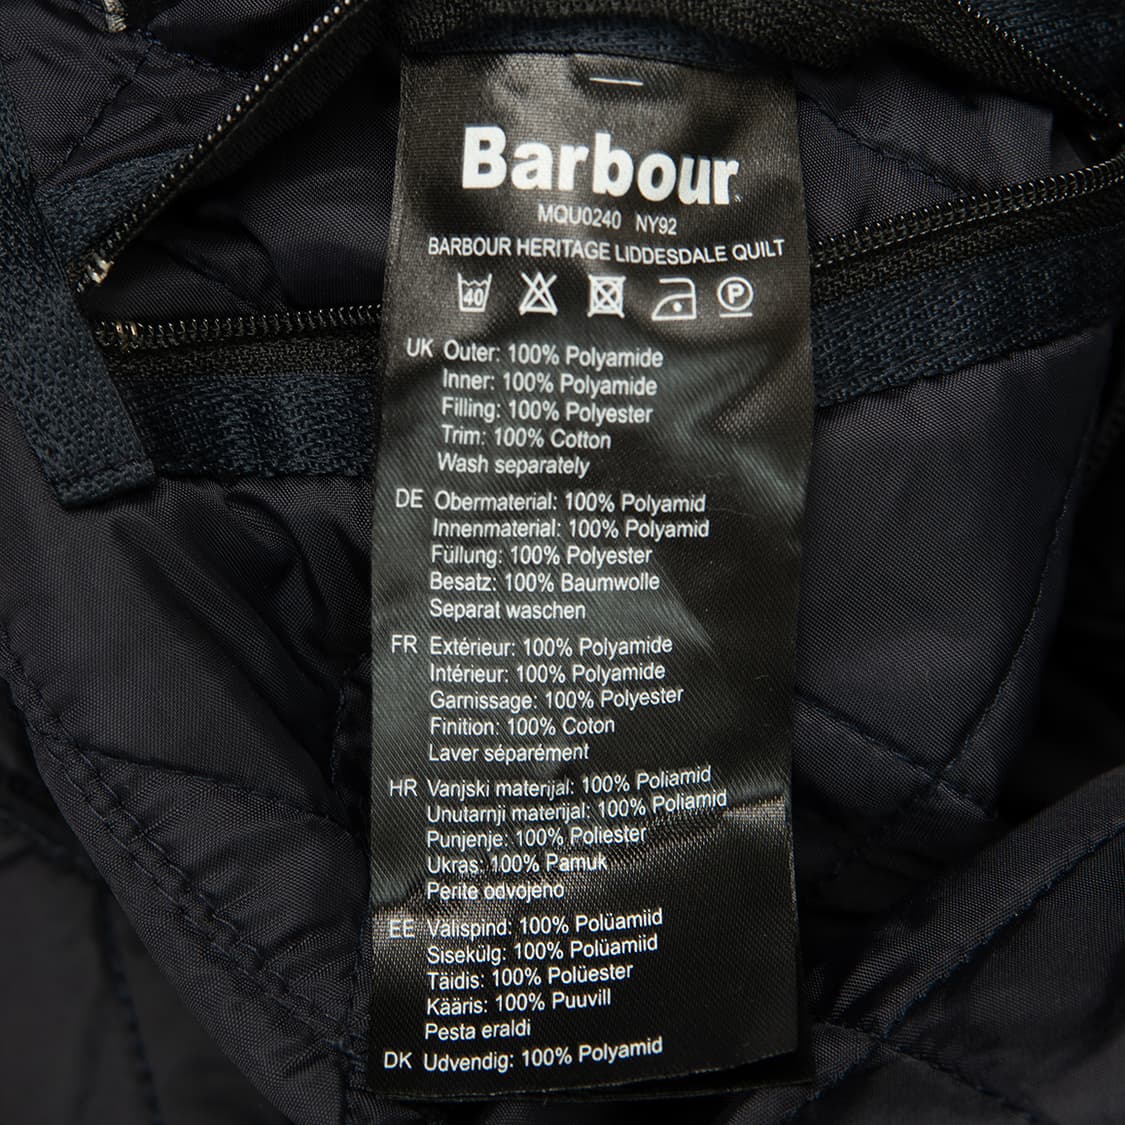 Barbour
MQU0240 NY92
BARBOUR HERITAGE LIDDESDALE QUILT
40 P
UK Outer: 100% Polyamide
Inner: 100% Polyamide
Filling: 100% Polyester
Trim: 100% Cotton
Wash separately
DE Obermaterial: 100% Polyamid
Innenmaterial: 100% Polyamid
Füllung: 100% Polyester
Besatz: 100% Baumwolle
Separat waschen
FR Extérieur: 100% Polyamide
Intérieur: 100% Polyamide
Garnissage: 100% Polyester
Finition: 100% Coton
Laver séparément
HR Vanjski materijal: 100% Poliamid
Unutarnji materijal: 100% Poliamid
Punjenje: 100% Poliester
Ukras: 100% Pamuk
Perite odvojeno
EE Välispind: 100% Polüamiid
Sisekülg: 100% Polüamiid
Täidis: 100% Polüester
Kääris: 100% Puuvill
Pesta eraldi
DK Udvendig: 100% Polyamid